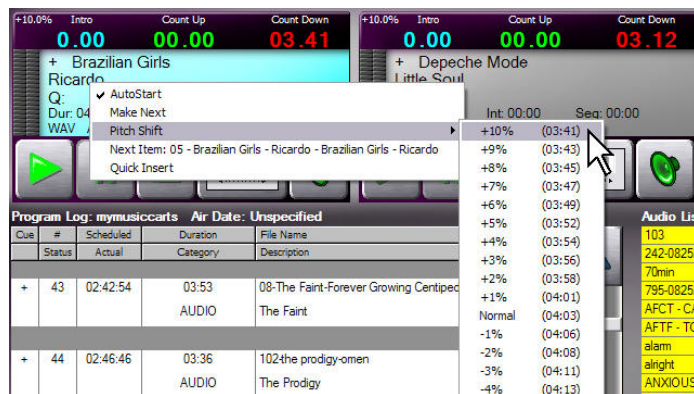 +10.0% Intro Count Up Count Down
0.00 00.00 03.41
+ Brazilian Girls
Ricardo
Q:
Dur: 04
WAV
+10.0% Intro Count Up Count Down
0.00 00.00 03.12
+ Depeche Mode
Little Soul
Int: 00:00 Seg: 00:00
✓ AutoStart
Make Next
Pitch Shift
Next Item: 05 - Brazilian Girls - Ricardo - Brazilian Girls - Ricardo
Quick Insert
+10% (03:41)
+9% (03:43)
+8% (03:45)
+7% (03:47)
+6% (03:49)
+5% (03:52)
+4% (03:54)
+3% (03:56)
+2% (03:58)
+1% (04:01)
Normal (04:03)
-1% (04:06)
-2% (04:08)
-3% (04:11)
-4% (04:13)
Program Log: mymusiccarts Air Date: Unspecified
Cue # Scheduled Duration File Name
Status Actual Category Description
+ 43 02:42:54 03:53 08-The Faint-Forever Growing Centiped
AUDIO The Faint
+ 44 02:46:46 03:36 102-the prodigy-omen
AUDIO The Prodigy
Audio Lis
103
242-0825
70min
795-0825
AFCT - CA
AFTF - TO
alarm
alright
ANXIOUS